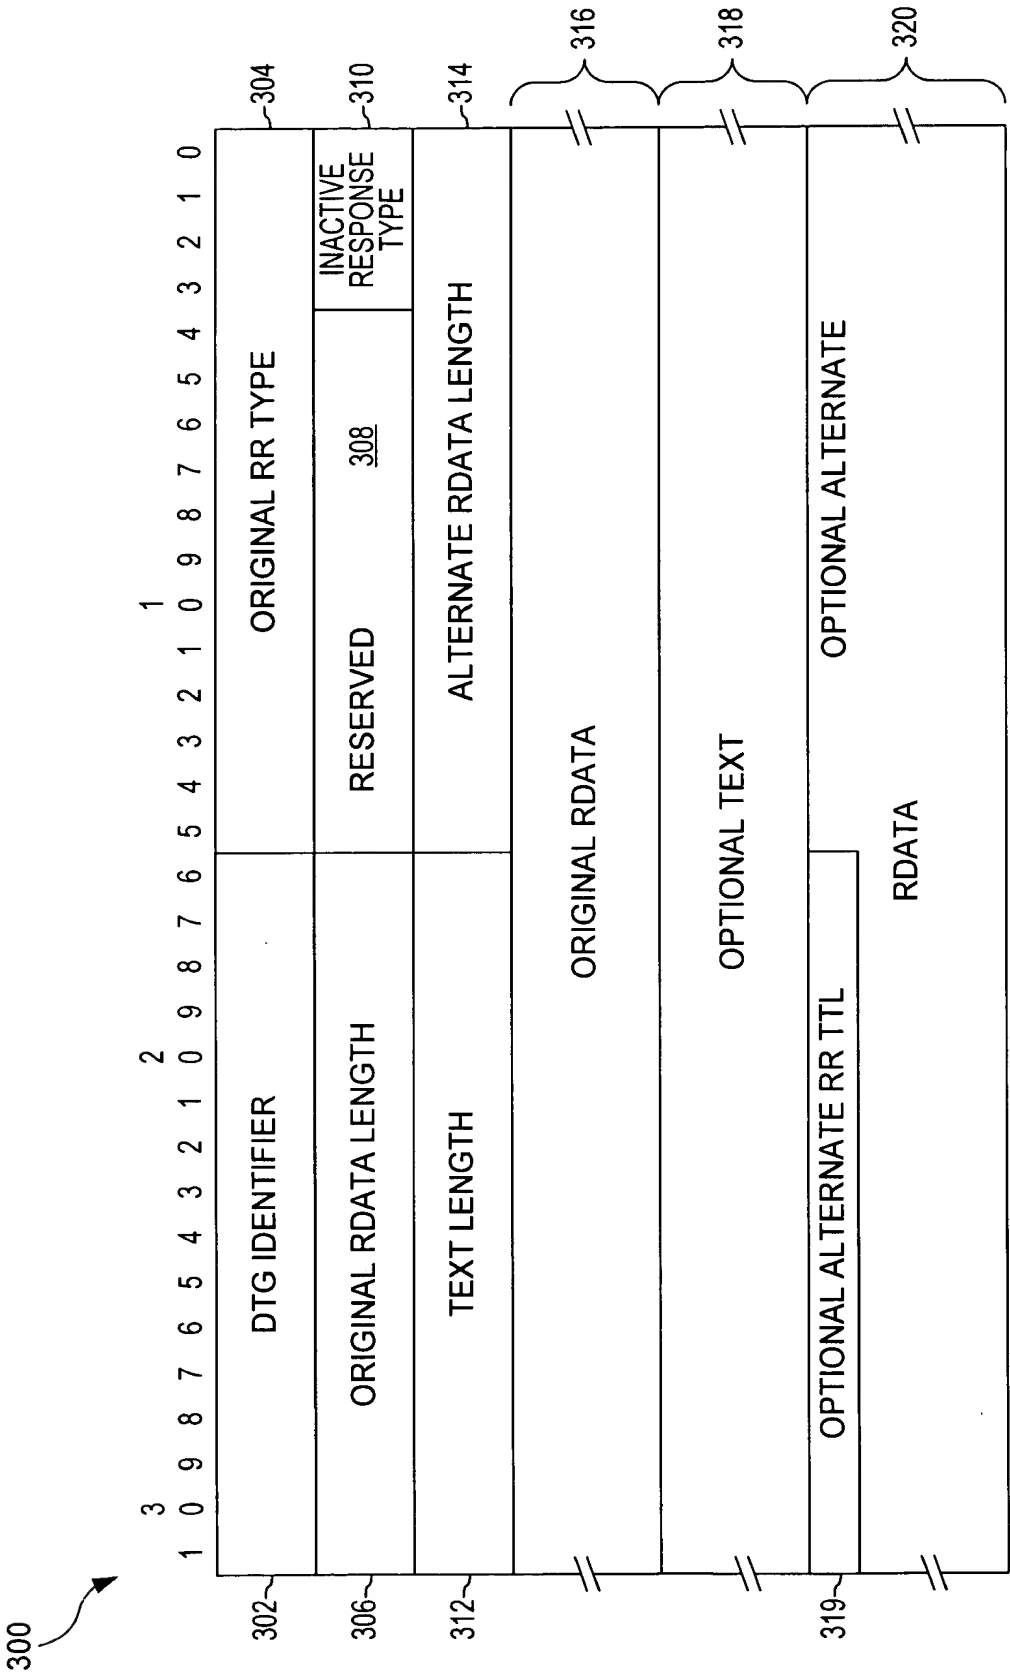 300
3 2 1
1 0 9 8 7 6 5 4 3 2 1 0 9 8 7 6 5 4 3 2 1 0 9 8 7 6 5 4 3 2 1 0
302 DTG IDENTIFIER ORIGINAL RR TYPE 304
306 ORIGINAL RDATA LENGTH RESERVED 308 INACTIVE
RESPONSE
TYPE 310
312 TEXT LENGTH ALTERNATE RDATA LENGTH 314
ORIGINAL RDATA 316
OPTIONAL TEXT 318
319 OPTIONAL ALTERNATE RR TTL OPTIONAL ALTERNATE
RDATA 320